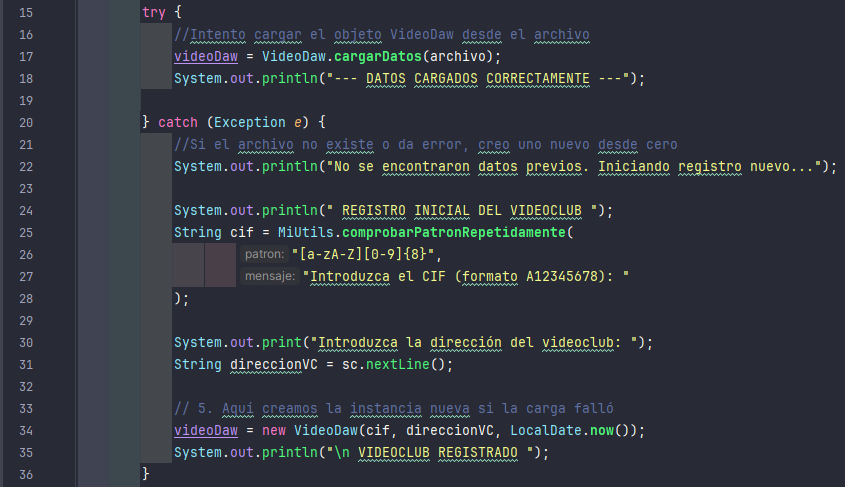 15 try {
16 //Intento cargar el objeto VideoDaw desde el archivo
17 videoDaw = VideoDaw.cargarDatos(archivo);
18 System.out.println("--- DATOS CARGADOS CORRECTAMENTE ---");
19
20 } catch (Exception e) {
21 //Si el archivo no existe o da error, creo uno nuevo desde cero
22 System.out.println("No se encontraron datos previos. Iniciando registro nuevo...");
23
24 System.out.println(" REGISTRO INICIAL DEL VIDEOCLUB ");
25 String cif = MiUtils.comprobarPatronRepetidamente(
26 patron: "[a-zA-Z][0-9]{8}",
27 mensaje: "Introduzca el CIF (formato A12345678): "
28 );
29
30 System.out.print("Introduzca la dirección del videoclub: ");
31 String direccionVC = sc.nextLine();
32
33 // 5. Aquí creamos la instancia nueva si la carga falló
34 videoDaw = new VideoDaw(cif, direccionVC, LocalDate.now());
35 System.out.println("\n VIDEOCLUB REGISTRADO ");
36 }